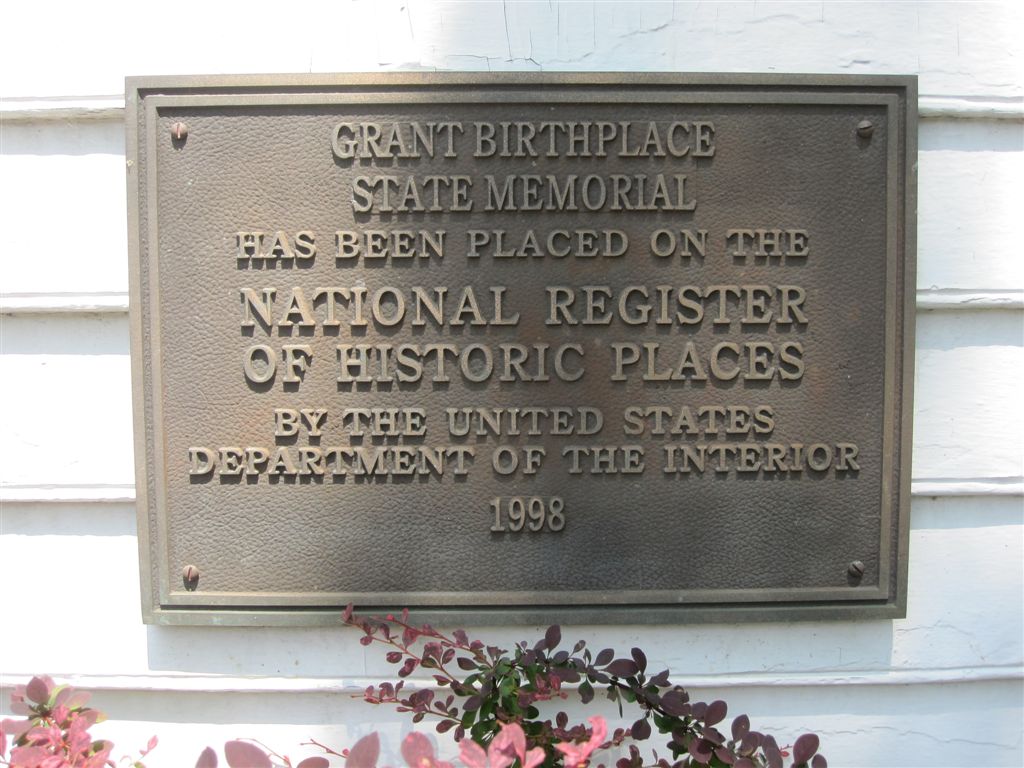 GRANT BIRTHPLACE
STATE MEMORIAL
HAS BEEN PLACED ON THE
NATIONAL REGISTER
OF HISTORIC PLACES
BY THE UNITED STATES
DEPARTMENT OF THE INTERIOR
1998